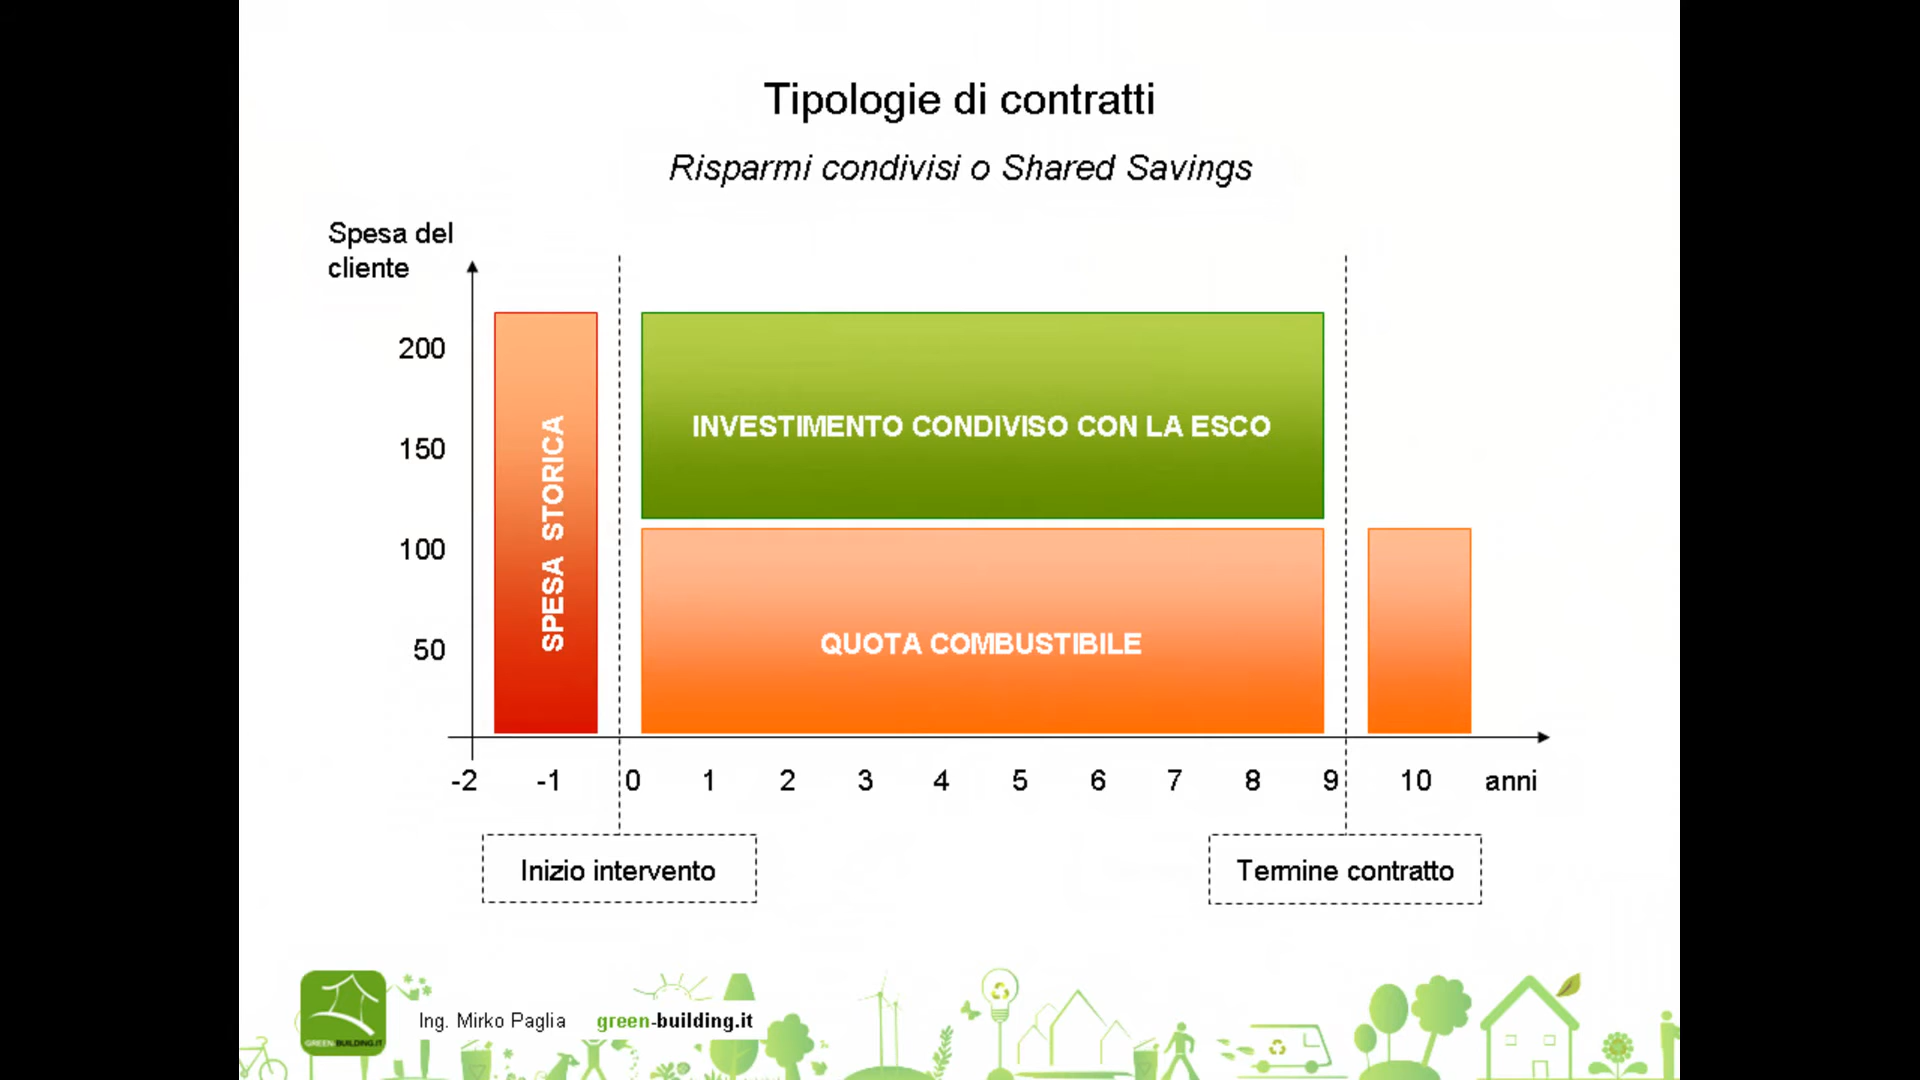 Tipologie di contratti
Risparmi condivisi o Shared Savings
Spesa del
cliente
200
150
100
50
SPESA STORICA
INVESTIMENTO CONDIVISO CON LA ESCO
QUOTA COMBUSTIBILE
-2 -1 0 1 2 3 4 5 6 7 8 9 10 anni
Inizio intervento
Termine contratto
GREEN-BUILDING.IT
Ing. Mirko Paglia green-building.it